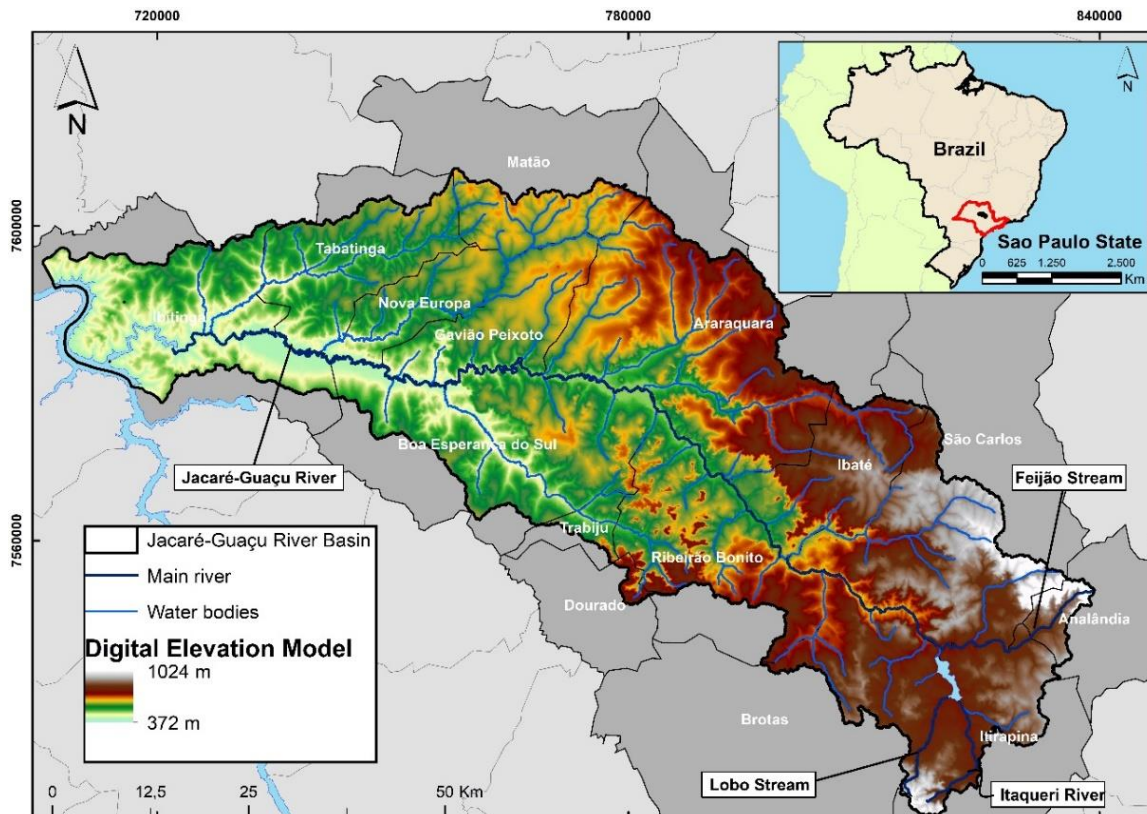 720000
780000
840000
7600000
7560000
N
N
Brazil
Sao Paulo State
0 625 1.250 2.500
Km
Matão
Tabatinga
Ibitinga
Nova Europa
Gavião Peixoto
Araraquara
Boa Esperança do Sul
Jacaré-Guaçu River
Ibaté
São Carlos
Feijão Stream
Trabiju
Ribeirão Bonito
Dourado
Analândia
Brotas
Itirapina
Lobo Stream
Itaqueri River
Jacaré-Guaçu River Basin
Main river
Water bodies
Digital Elevation Model
1024 m
372 m
0 12,5 25 50 Km